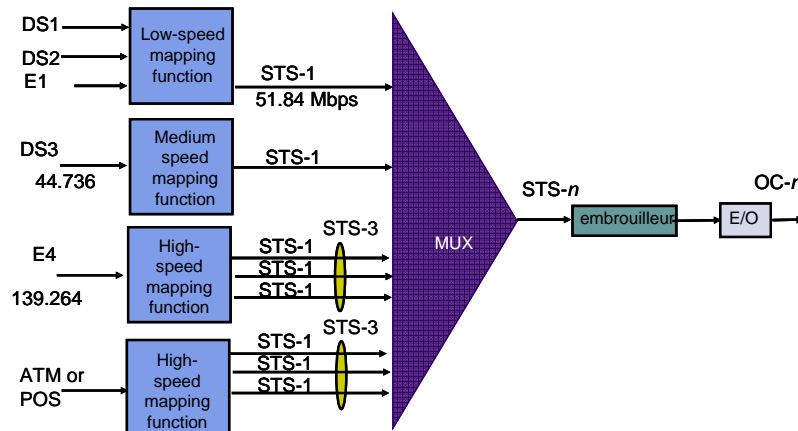 DS1
DS2
E1
Low-speed
mapping
function
STS-1
51.84 Mbps
DS3
44.736
Medium
speed
mapping
function
STS-1
E4
139.264
High-
speed
mapping
function
STS-3
STS-1
STS-1
STS-1
ATM or
POS
High-
speed
mapping
function
STS-3
STS-1
STS-1
STS-1
MUX
STS-n
embrouilleur
E/O
OC-n